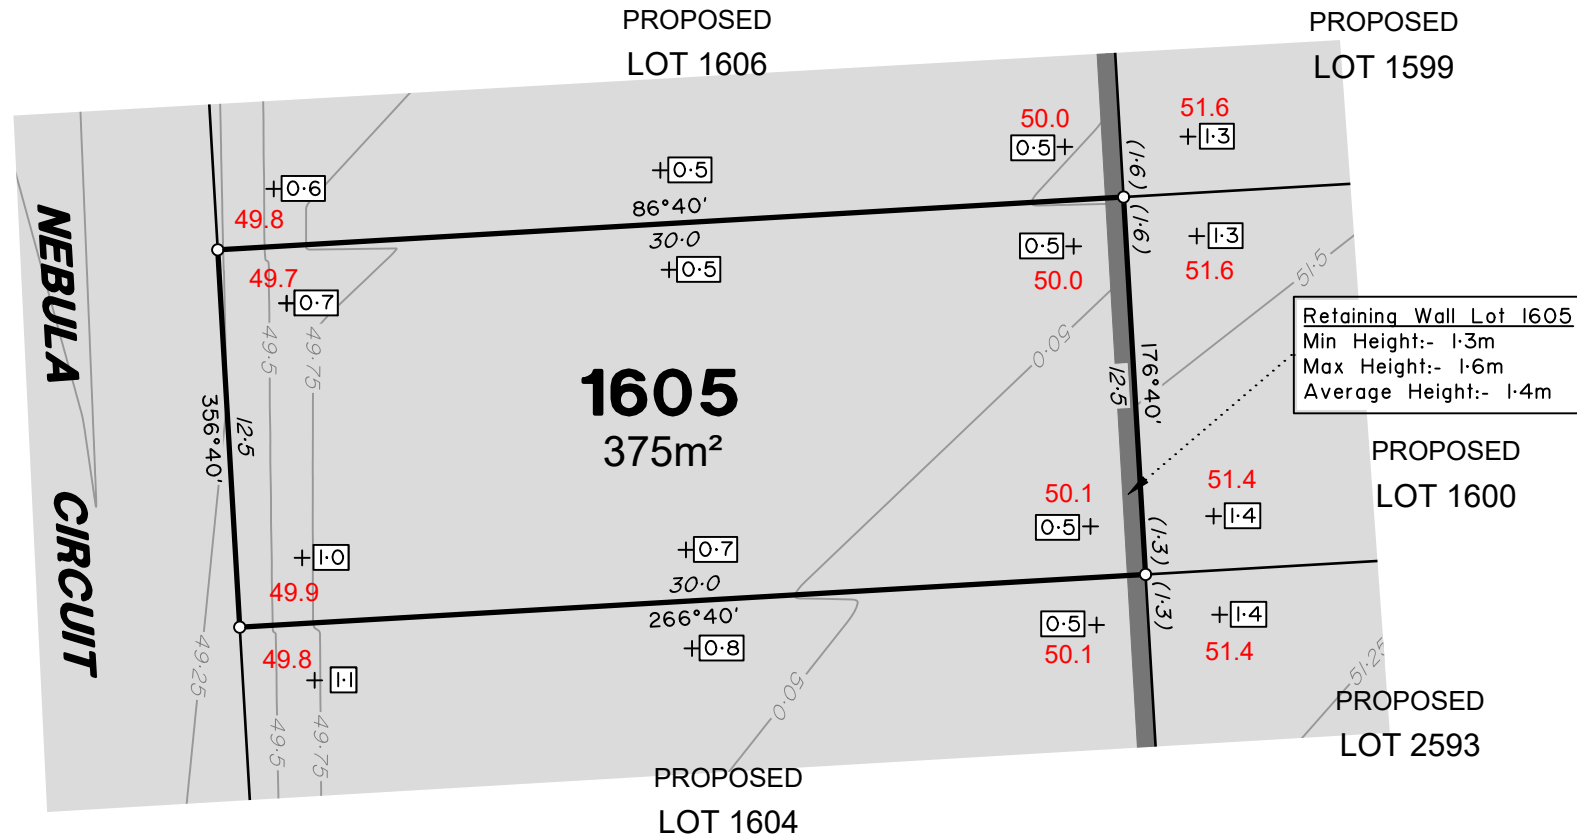 PROPOSED
LOT 1606
PROPOSED
LOT 1599
50.0
0·5
51.6
1·3
(1·6)
0·5
0·6
49.8
86°40'
30·0
0·5
49.7
0·7
0·5
50.0
(1·6)
1·3
51.6
51·5
NEBULA
CIRCUIT
49·5
49·75
50·0
Retaining Wall Lot 1605
Min Height:- 1·3m
Max Height:- 1·6m
Average Height:- 1·4m
1605
375m²
356°40'
12·5
12·5
176°40'
PROPOSED
LOT 1600
50.1
0·5
51.4
1·4
(1·3)
1·0
49.9
0·7
30·0
266°40'
0·8
49.8
1·1
0·5
50.1
(1·3)
1·4
51.4
49·25
49·5
49·75
50·0
51·25
PROPOSED
LOT 2593
PROPOSED
LOT 1604